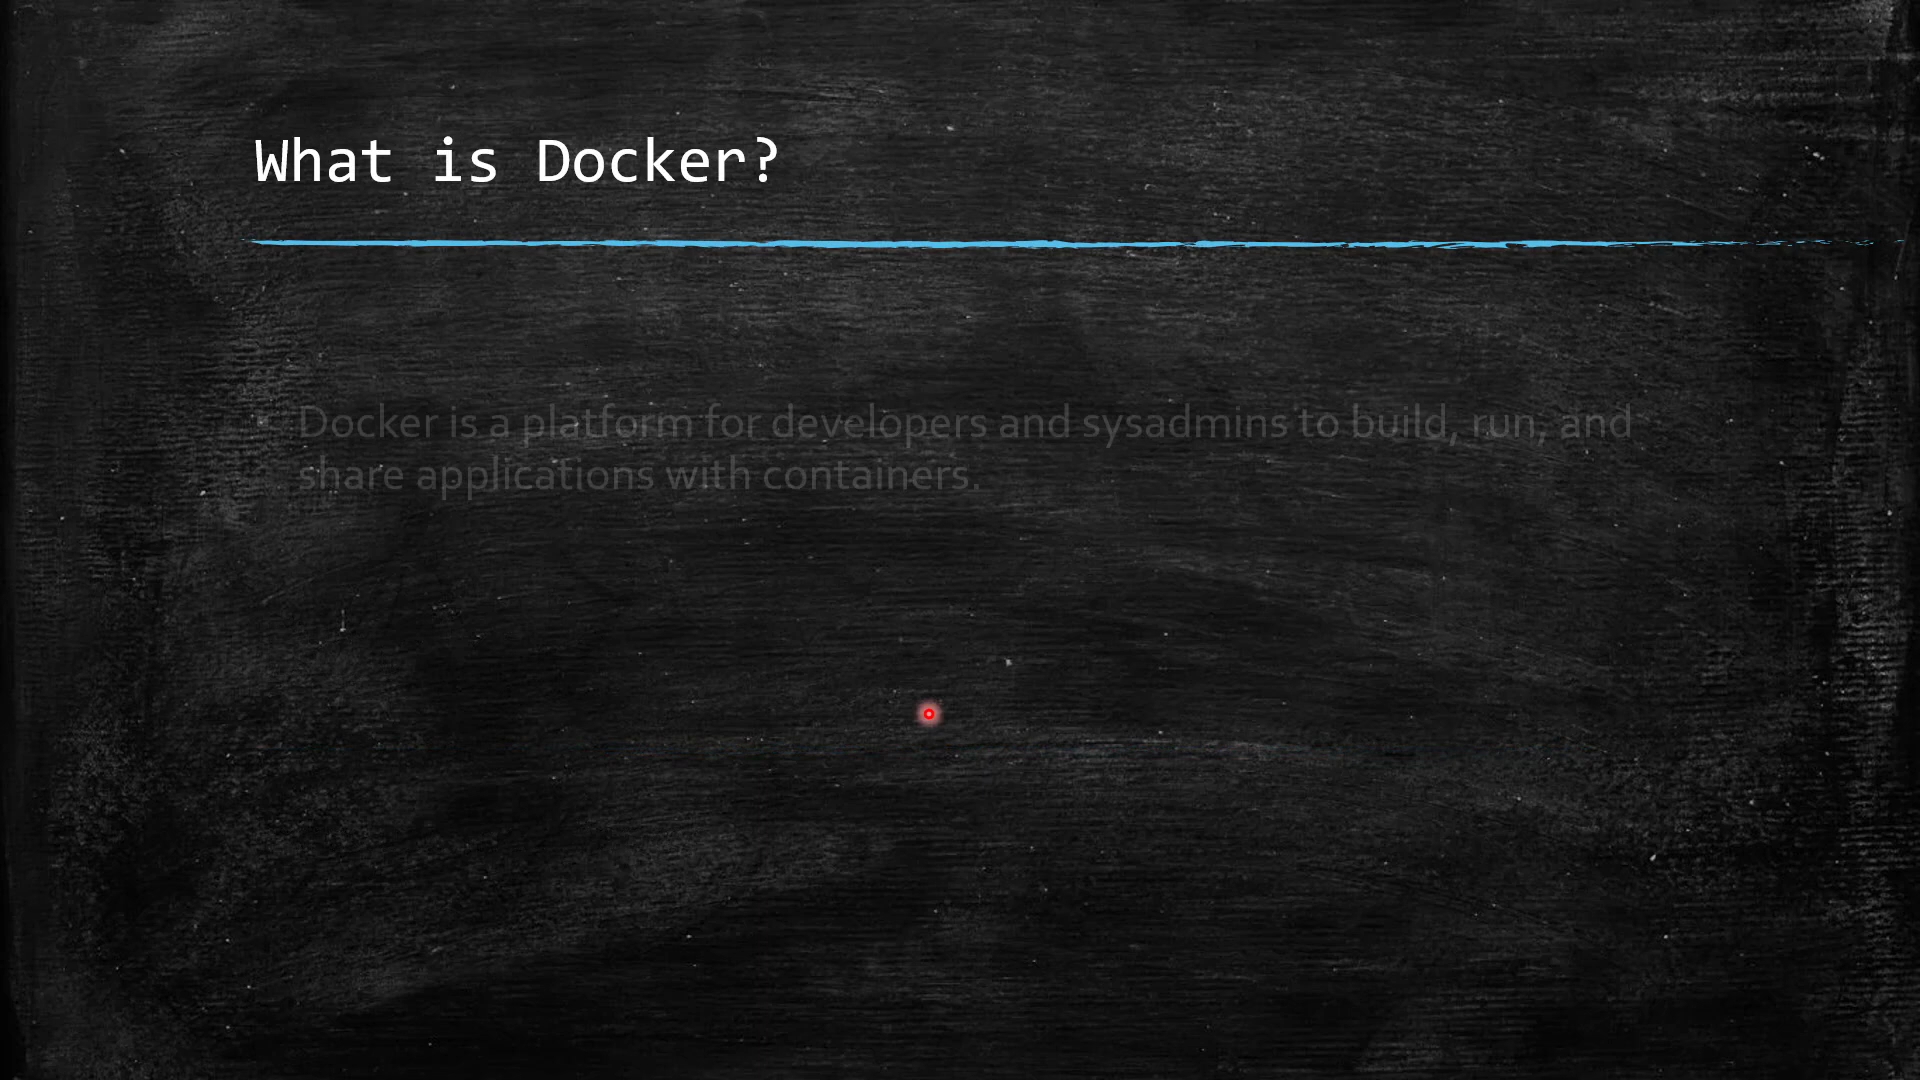 What is Docker?
Docker is a platform for developers and sysadmins to build, run, and
share applications with containers.